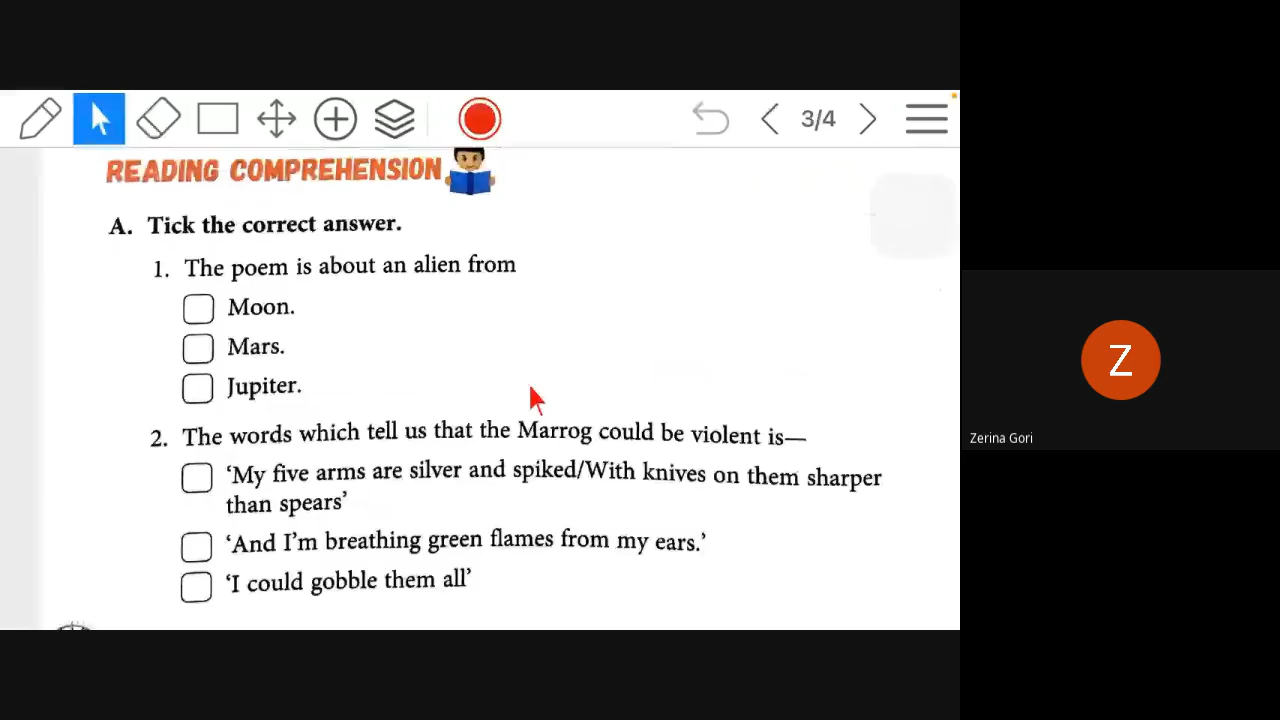 3/4
READING COMPREHENSION
A. Tick the correct answer.
1. The poem is about an alien from
Moon.
Mars.
Jupiter.
2. The words which tell us that the Marrog could be violent is—
‘My five arms are silver and spiked/With knives on them sharper
than spears’
‘And I’m breathing green flames from my ears.’
‘I could gobble them all’
Z
Zerina Gori